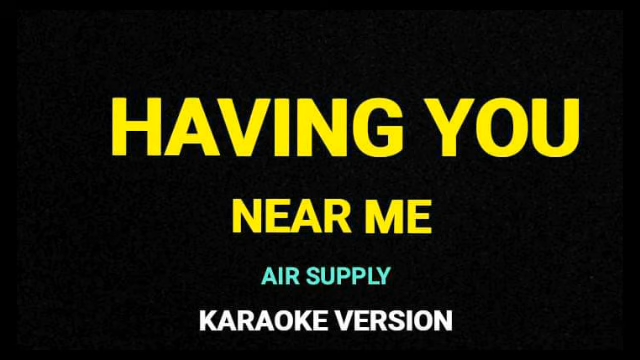 HAVING YOU
NEAR ME
AIR SUPPLY
KARAOKE VERSION